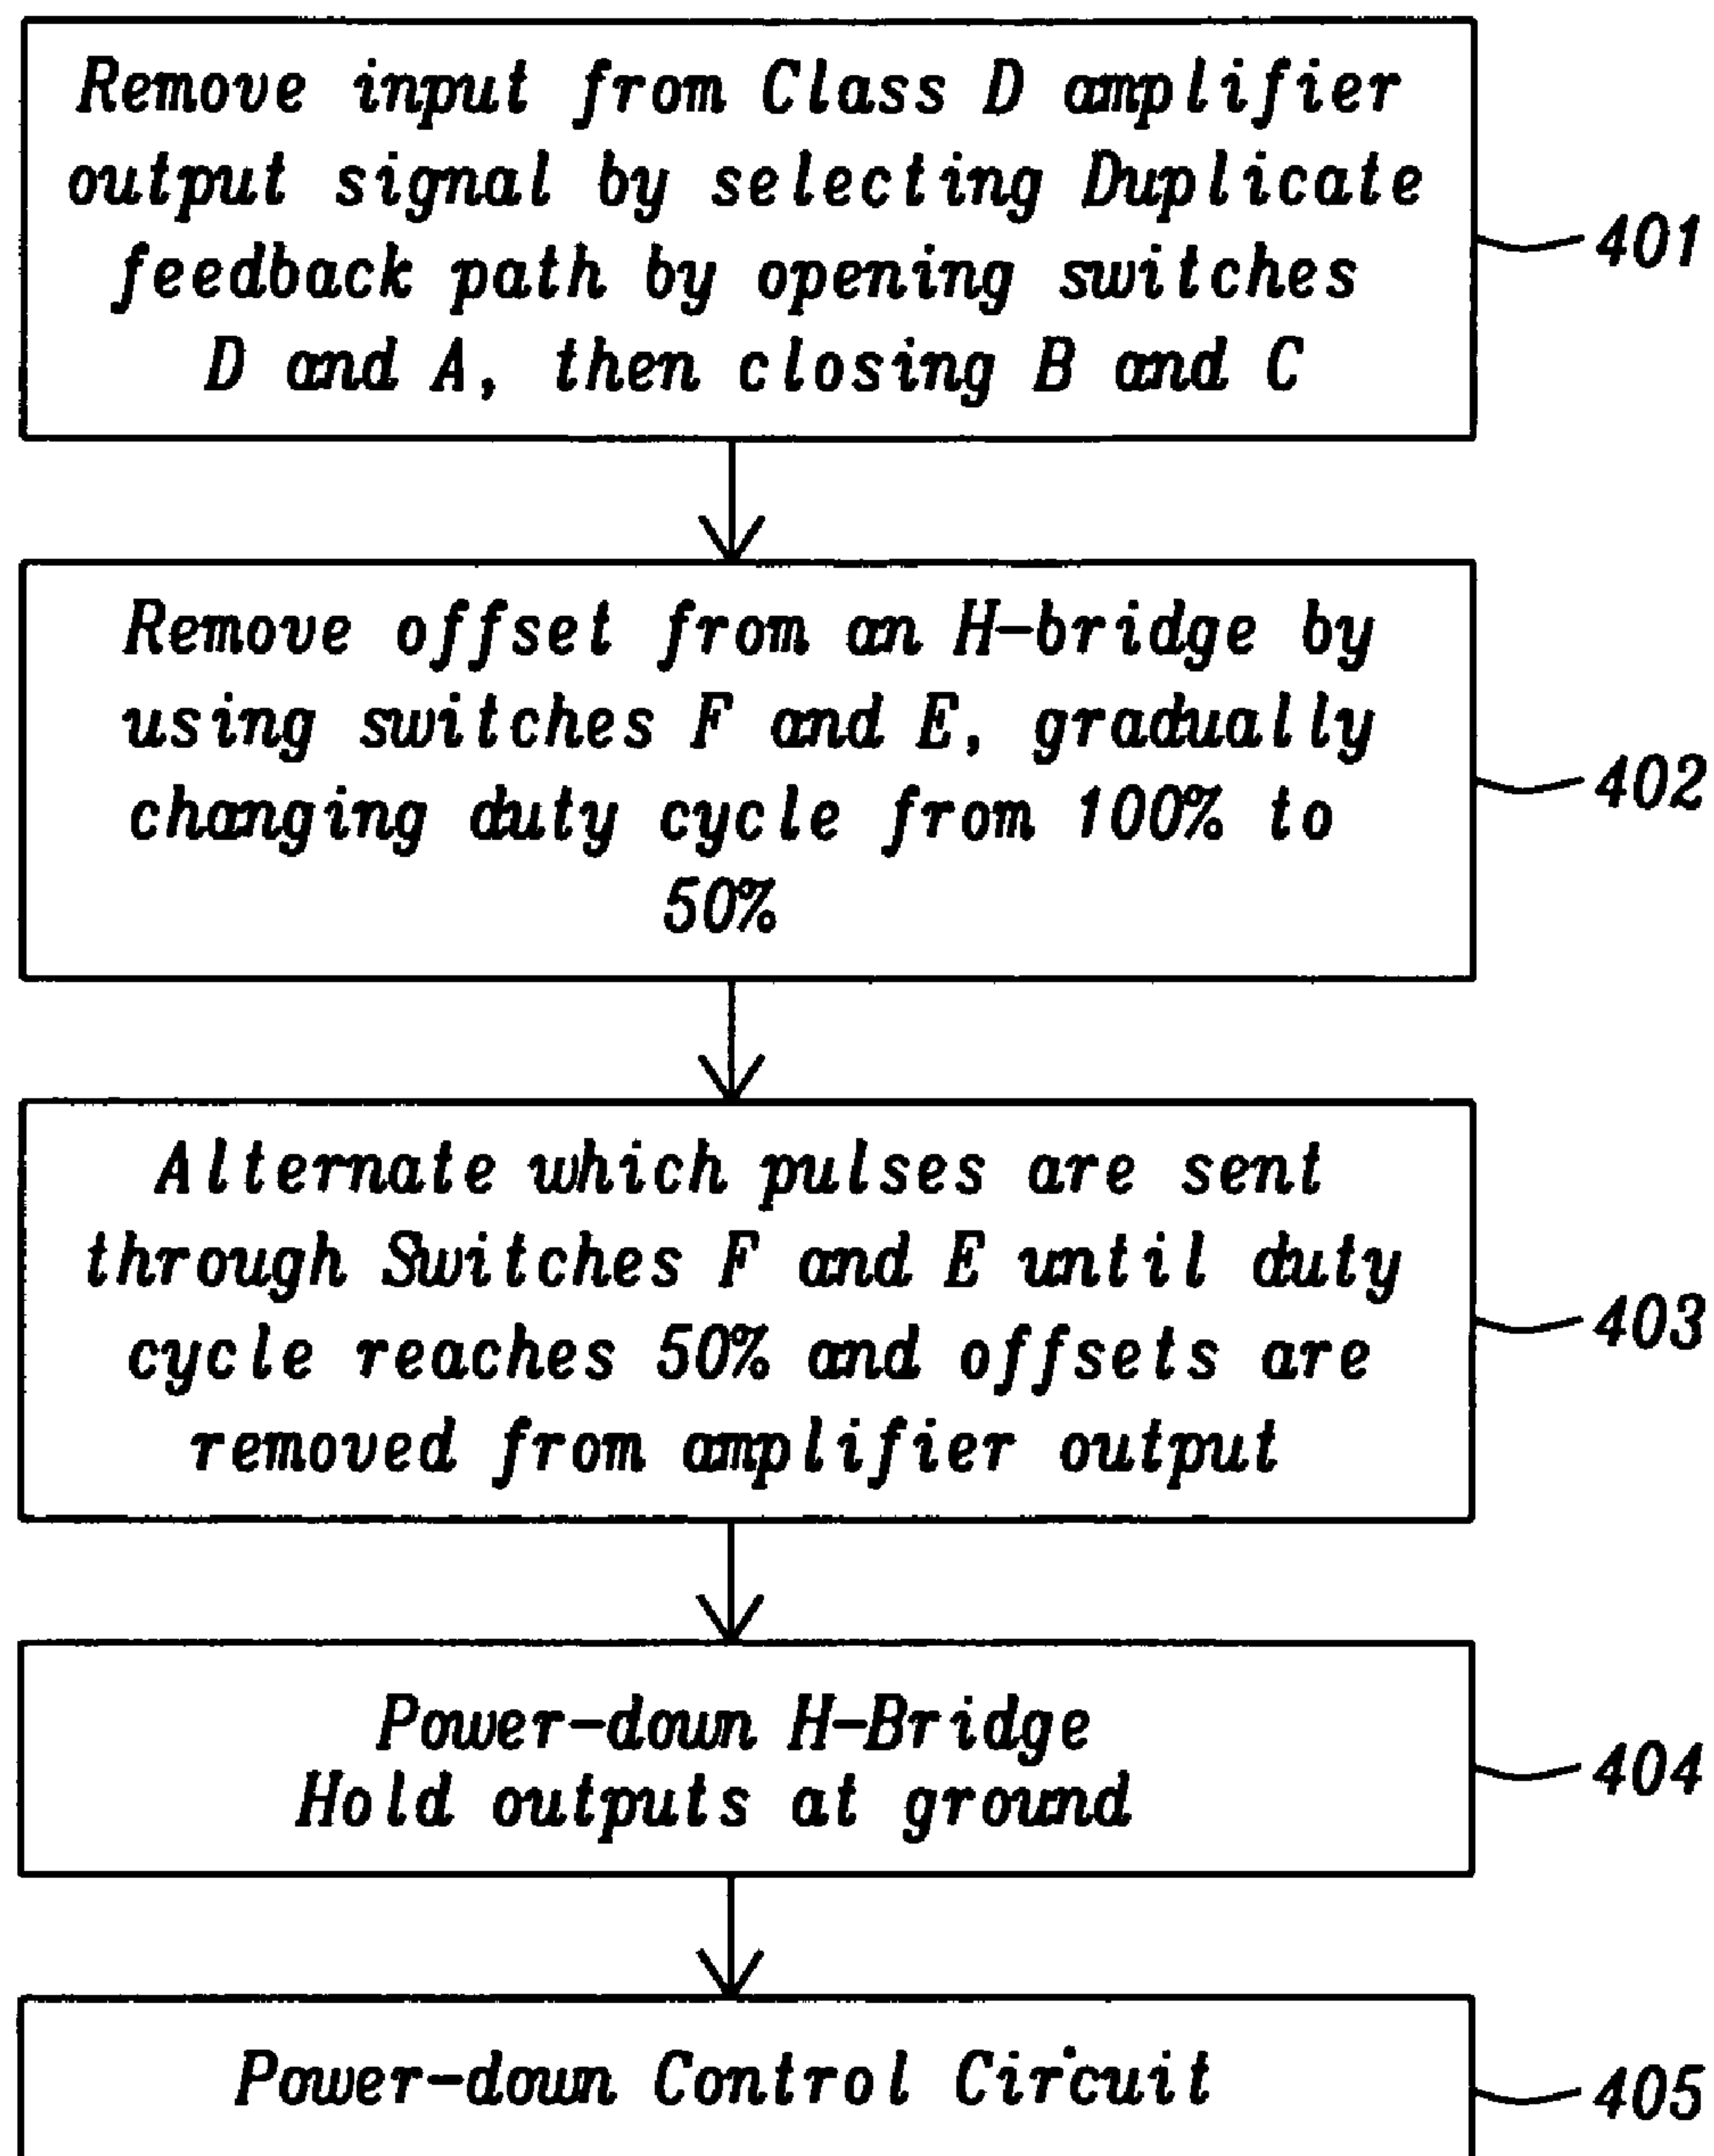 Remove input from Class D amplifier
output signal by selecting Duplicate
feedback path by opening switches
D and A, then closing B and C
401
Remove offset from an H-bridge by
using switches F and E, gradually
changing duty cycle from 100% to
50%
402
Alternate which pulses are sent
through Switches F and E until duty
cycle reaches 50% and offsets are
removed from amplifier output
403
Power-down H-Bridge
Hold outputs at ground
404
Power-down Control Circuit
405